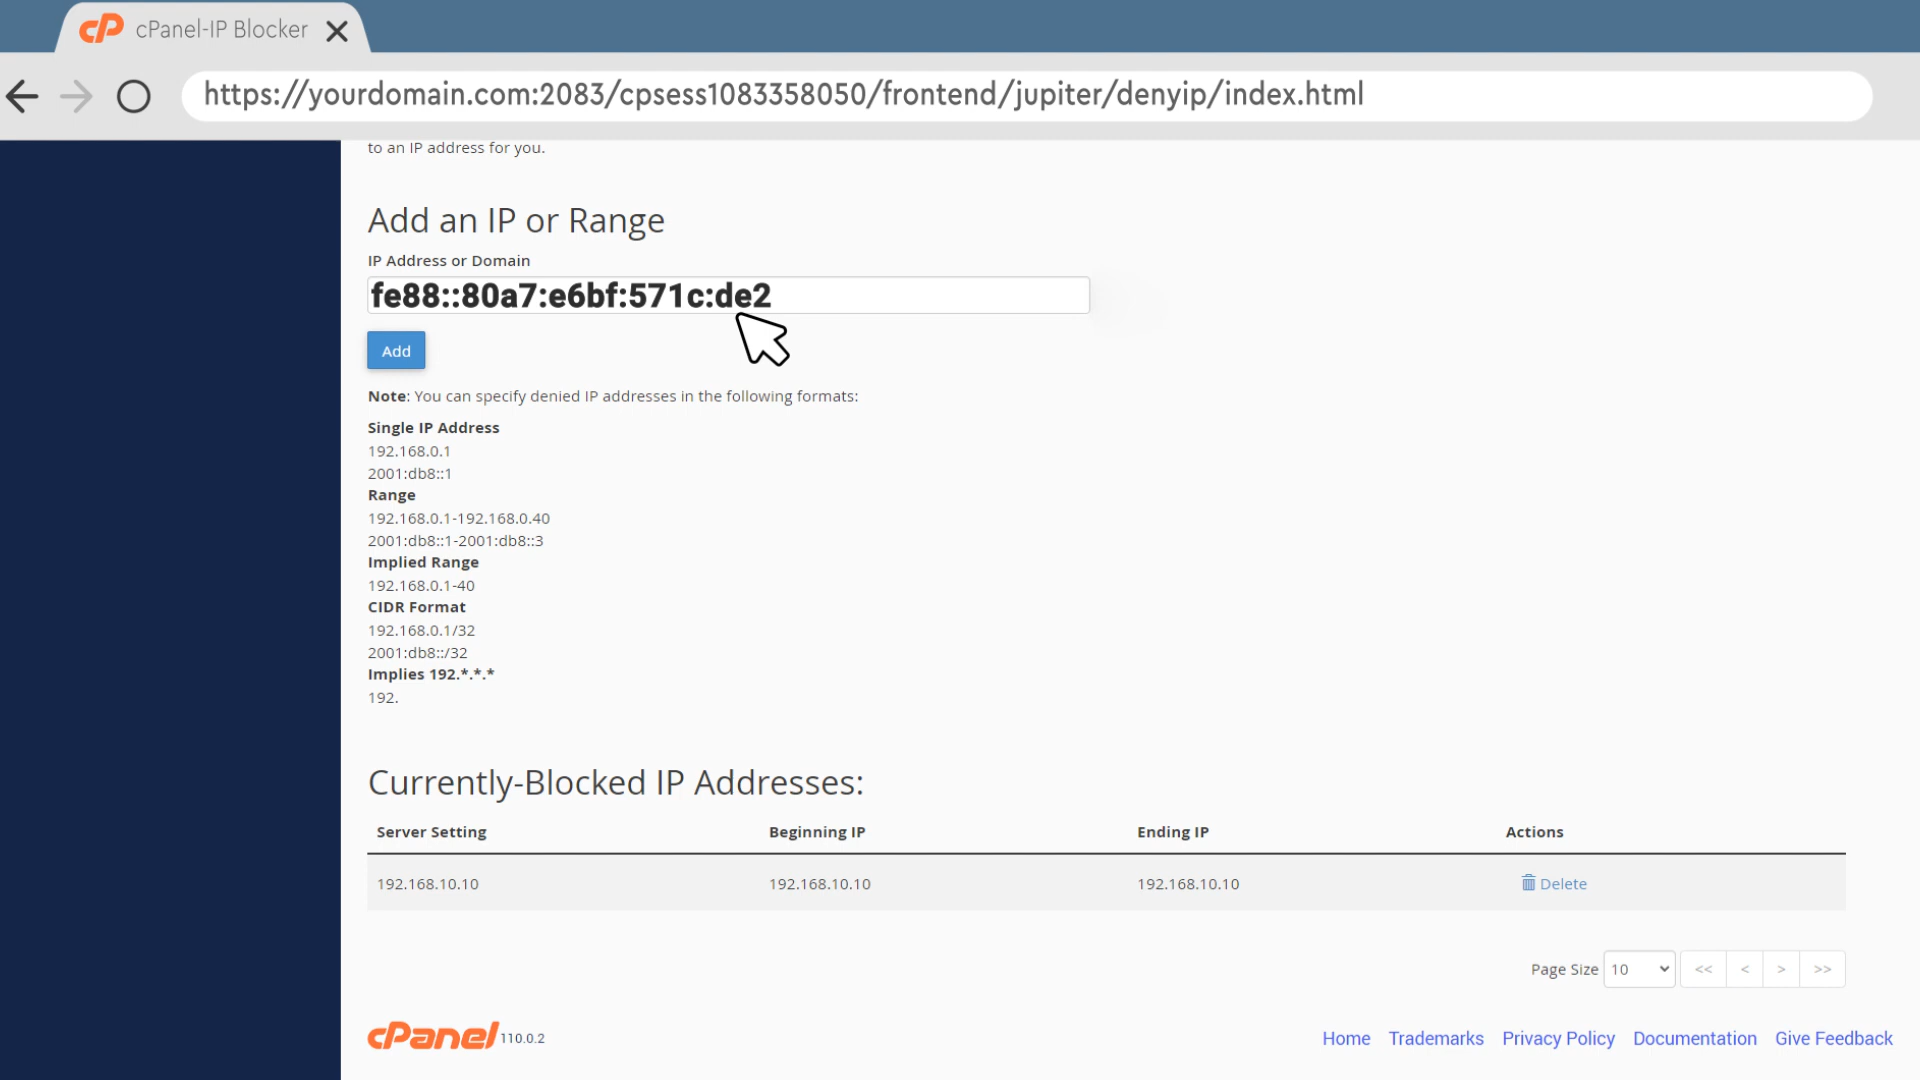 cPanel-IP Blocker
https://yourdomain.com:2083/cpsess1083358050/frontend/jupiter/denyip/index.html
to an IP address for you.
Add an IP or Range
IP Address or Domain
fe88::80a7:e6bf:571c:de2
Add
Note: You can specify denied IP addresses in the following formats:
Single IP Address
192.168.0.1
2001:db8::1
Range
192.168.0.1-192.168.0.40
2001:db8::1-2001:db8::3
Implied Range
192.168.0.1-40
CIDR Format
192.168.0.1/32
2001:db8::/32
Implies 192.*.*.*
192.
Currently-Blocked IP Addresses:
Server Setting Beginning IP Ending IP Actions
192.168.10.10 192.168.10.10 192.168.10.10 Delete
Page Size 10 << < > >>
cPanel 110.0.2 Home Trademarks Privacy Policy Documentation Give Feedback